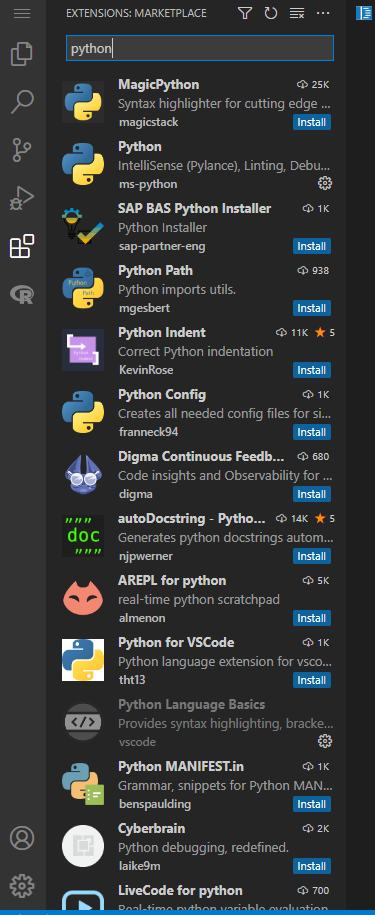 EXTENSIONS: MARKETPLACE
python
MagicPython 25K
Syntax highlighter for cutting edge ...
magicstack Install
Python
IntelliSense (Pylance), Linting, Debu...
ms-python
SAP BAS Python Installer 1K
Python Installer
sap-partner-eng Install
Python Path 938
Python imports utils.
mgesbert Install
Python Indent 11K 5
Correct Python indentation
KevinRose Install
Python Config 1K
Creates all needed config files for si...
franneck94 Install
Digma Continuous Feedb... 680
Code insights and Observability for ...
digma Install
""" doc """
autoDocstring - Pytho... 14K 5
Generates python docstrings autom...
njpwerner Install
AREPL for python 5K
real-time python scratchpad
almenon Install
Python for VSCode 1K
Python language extension for vsco...
tht13 Install
Python Language Basics
Provides syntax highlighting, bracke...
vscode
Python MANIFEST.in 1K
Grammar, snippets for Python MAN...
benspaulding Install
Cyberbrain 2K
Python debugging, redefined.
laike9m Install
LiveCode for python 700
Real-time python variable evaluation